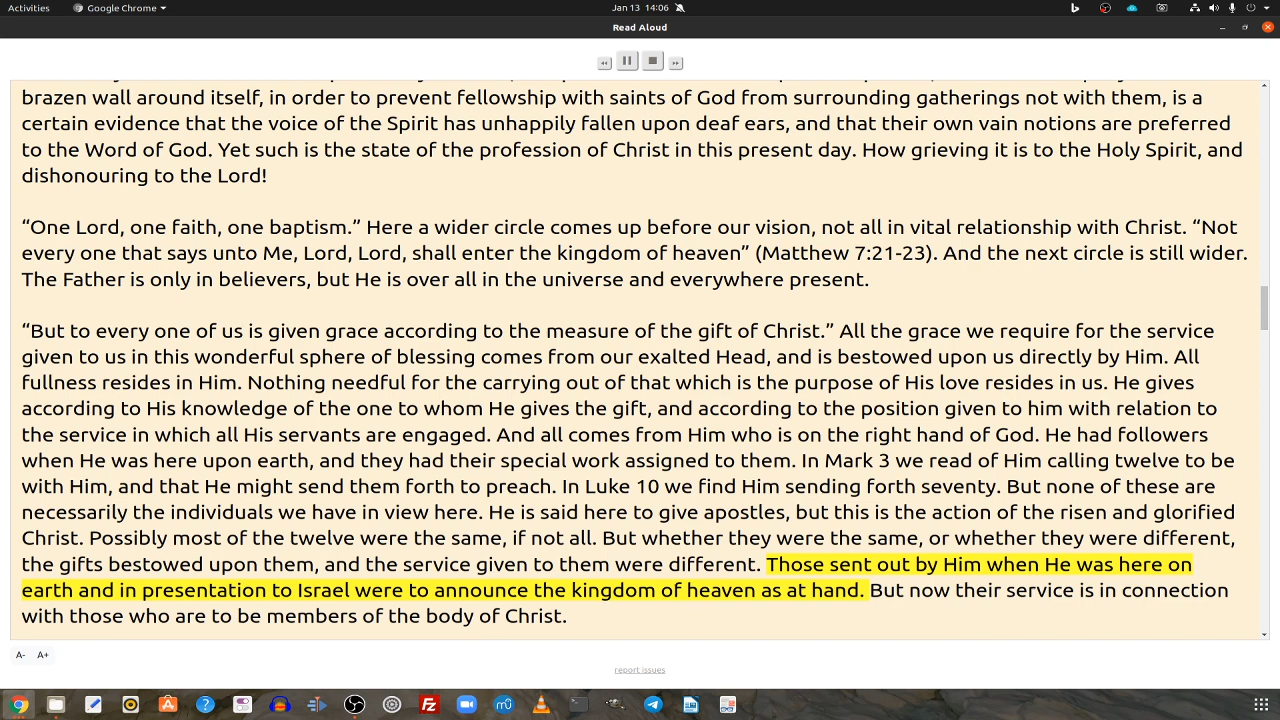 Activities
Google Chrome
Jan 13 14:06
Read Aloud
brazen wall around itself, in order to prevent fellowship with saints of God from surrounding gatherings not with them, is a
certain evidence that the voice of the Spirit has unhappily fallen upon deaf ears, and that their own vain notions are preferred
to the Word of God. Yet such is the state of the profession of Christ in this present day. How grieving it is to the Holy Spirit, and
dishonouring to the Lord!
“One Lord, one faith, one baptism.” Here a wider circle comes up before our vision, not all in vital relationship with Christ. “Not
every one that says unto Me, Lord, Lord, shall enter the kingdom of heaven” (Matthew 7:21-23). And the next circle is still wider.
The Father is only in believers, but He is over all in the universe and everywhere present.
“But to every one of us is given grace according to the measure of the gift of Christ.” All the grace we require for the service
given to us in this wonderful sphere of blessing comes from our exalted Head, and is bestowed upon us directly by Him. All
fullness resides in Him. Nothing needful for the carrying out of that which is the purpose of His love resides in us. He gives
according to His knowledge of the one to whom He gives the gift, and according to the position given to him with relation to
the service in which all His servants are engaged. And all comes from Him who is on the right hand of God. He had followers
when He was here upon earth, and they had their special work assigned to them. In Mark 3 we read of Him calling twelve to be
with Him, and that He might send them forth to preach. In Luke 10 we find Him sending forth seventy. But none of these are
necessarily the individuals we have in view here. He is said here to give apostles, but this is the action of the risen and glorified
Christ. Possibly most of the twelve were the same, if not all. But whether they were the same, or whether they were different,
the gifts bestowed upon them, and the service given to them were different. Those sent out by Him when He was here on
earth and in presentation to Israel were to announce the kingdom of heaven as at hand. But now their service is in connection
with those who are to be members of the body of Christ.
A- A+
report issues